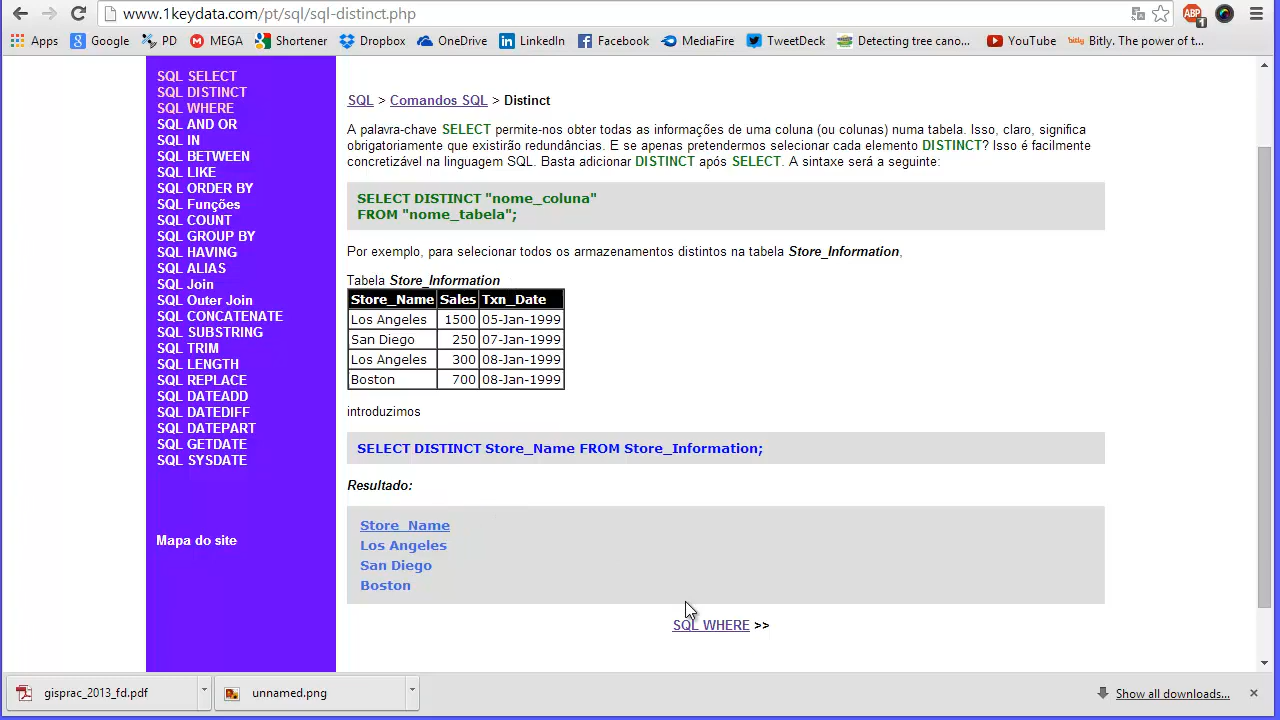 www.1keydata.com/pt/sql/sql-distinct.php
Apps Google PD MEGA Shortener Dropbox OneDrive LinkedIn Facebook MediaFire TweetDeck Detecting tree cano... YouTube Bitly. The power of t...
ABP 1
SQL SELECT
SQL DISTINCT
SQL WHERE
SQL AND OR
SQL IN
SQL BETWEEN
SQL LIKE
SQL ORDER BY
SQL Funções
SQL COUNT
SQL GROUP BY
SQL HAVING
SQL ALIAS
SQL Join
SQL Outer Join
SQL CONCATENATE
SQL SUBSTRING
SQL TRIM
SQL LENGTH
SQL REPLACE
SQL DATEADD
SQL DATEDIFF
SQL DATEPART
SQL GETDATE
SQL SYSDATE
Mapa do site
SQL > Comandos SQL > Distinct
A palavra-chave SELECT permite-nos obter todas as informações de uma coluna (ou colunas) numa tabela. Isso, claro, significa
obrigatoriamente que existirão redundâncias. E se apenas pretendermos selecionar cada elemento DISTINCT? Isso é facilmente
concretizável na linguagem SQL. Basta adicionar DISTINCT após SELECT. A sintaxe será a seguinte:
SELECT DISTINCT "nome_coluna"
FROM "nome_tabela";
Por exemplo, para selecionar todos os armazenamentos distintos na tabela Store_Information,
Tabela Store_Information
Store_Name Sales Txn_Date
Los Angeles 1500 05-Jan-1999
San Diego 250 07-Jan-1999
Los Angeles 300 08-Jan-1999
Boston 700 08-Jan-1999
introduzimos
SELECT DISTINCT Store_Name FROM Store_Information;
Resultado:
Store_Name
Los Angeles
San Diego
Boston
SQL WHERE >>
gisprac_2013_fd.pdf unnamed.png Show all downloads...